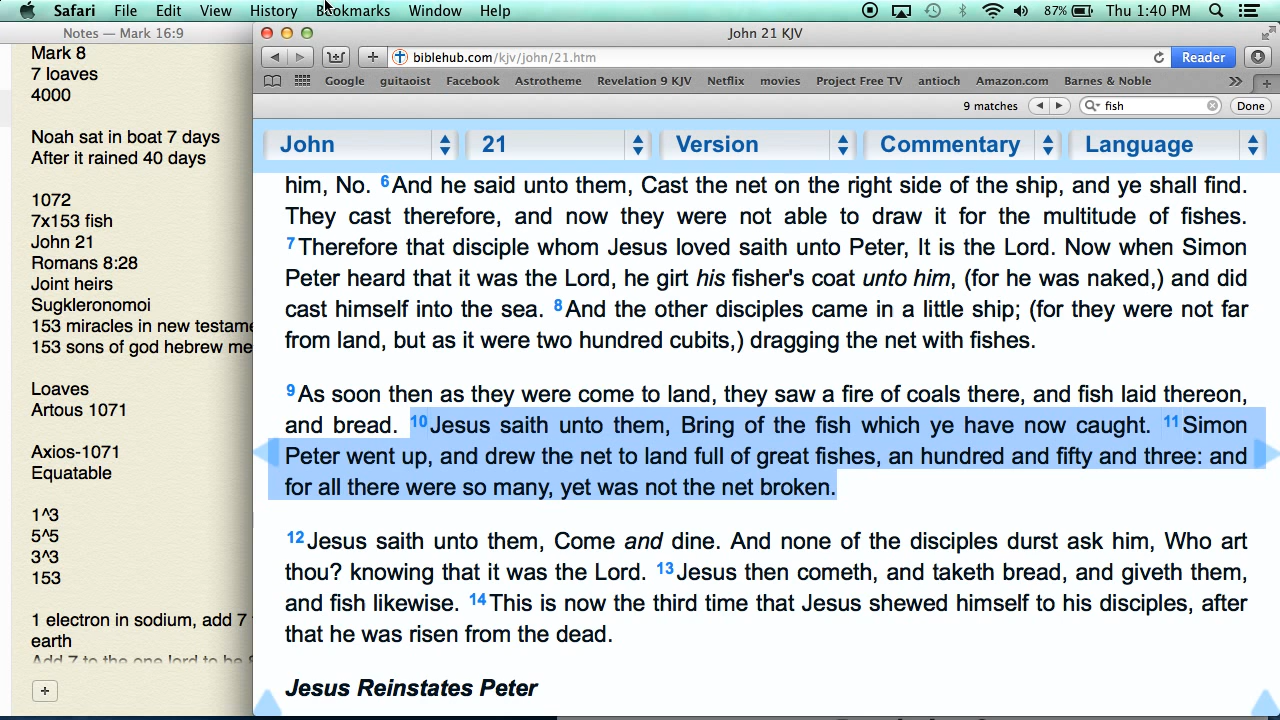 Safari File Edit View History Bookmarks Window Help 87% Thu 1:40 PM
Notes — Mark 16:9
Mark 8
7 loaves
4000
Noah sat in boat 7 days
After it rained 40 days
1072
7x153 fish
John 21
Romans 8:28
Joint heirs
Sugkleronomoi
153 miracles in new testame
153 sons of god hebrew me
Loaves
Artous 1071
Axios-1071
Equatable
1^3
5^5
3^3
153
1 electron in sodium, add 7
earth
Add 7 to the one lord to be
+
John 21 KJV
biblehub.com/kjv/john/21.htm Reader
Google guitaoist Facebook Astrotheme Revelation 9 KJV Netflix movies Project Free TV antioch Amazon.com Barnes & Noble »
9 matches fish Done
John 21 Version Commentary Language
him, No. 6And he said unto them, Cast the net on the right side of the ship, and ye shall find.
They cast therefore, and now they were not able to draw it for the multitude of fishes.
7Therefore that disciple whom Jesus loved saith unto Peter, It is the Lord. Now when Simon
Peter heard that it was the Lord, he girt his fisher's coat unto him, (for he was naked,) and did
cast himself into the sea. 8And the other disciples came in a little ship; (for they were not far
from land, but as it were two hundred cubits,) dragging the net with fishes.
9As soon then as they were come to land, they saw a fire of coals there, and fish laid thereon,
and bread. 10Jesus saith unto them, Bring of the fish which ye have now caught. 11Simon
Peter went up, and drew the net to land full of great fishes, an hundred and fifty and three: and
for all there were so many, yet was not the net broken.
12Jesus saith unto them, Come and dine. And none of the disciples durst ask him, Who art
thou? knowing that it was the Lord. 13Jesus then cometh, and taketh bread, and giveth them,
and fish likewise. 14This is now the third time that Jesus shewed himself to his disciples, after
that he was risen from the dead.
Jesus Reinstates Peter